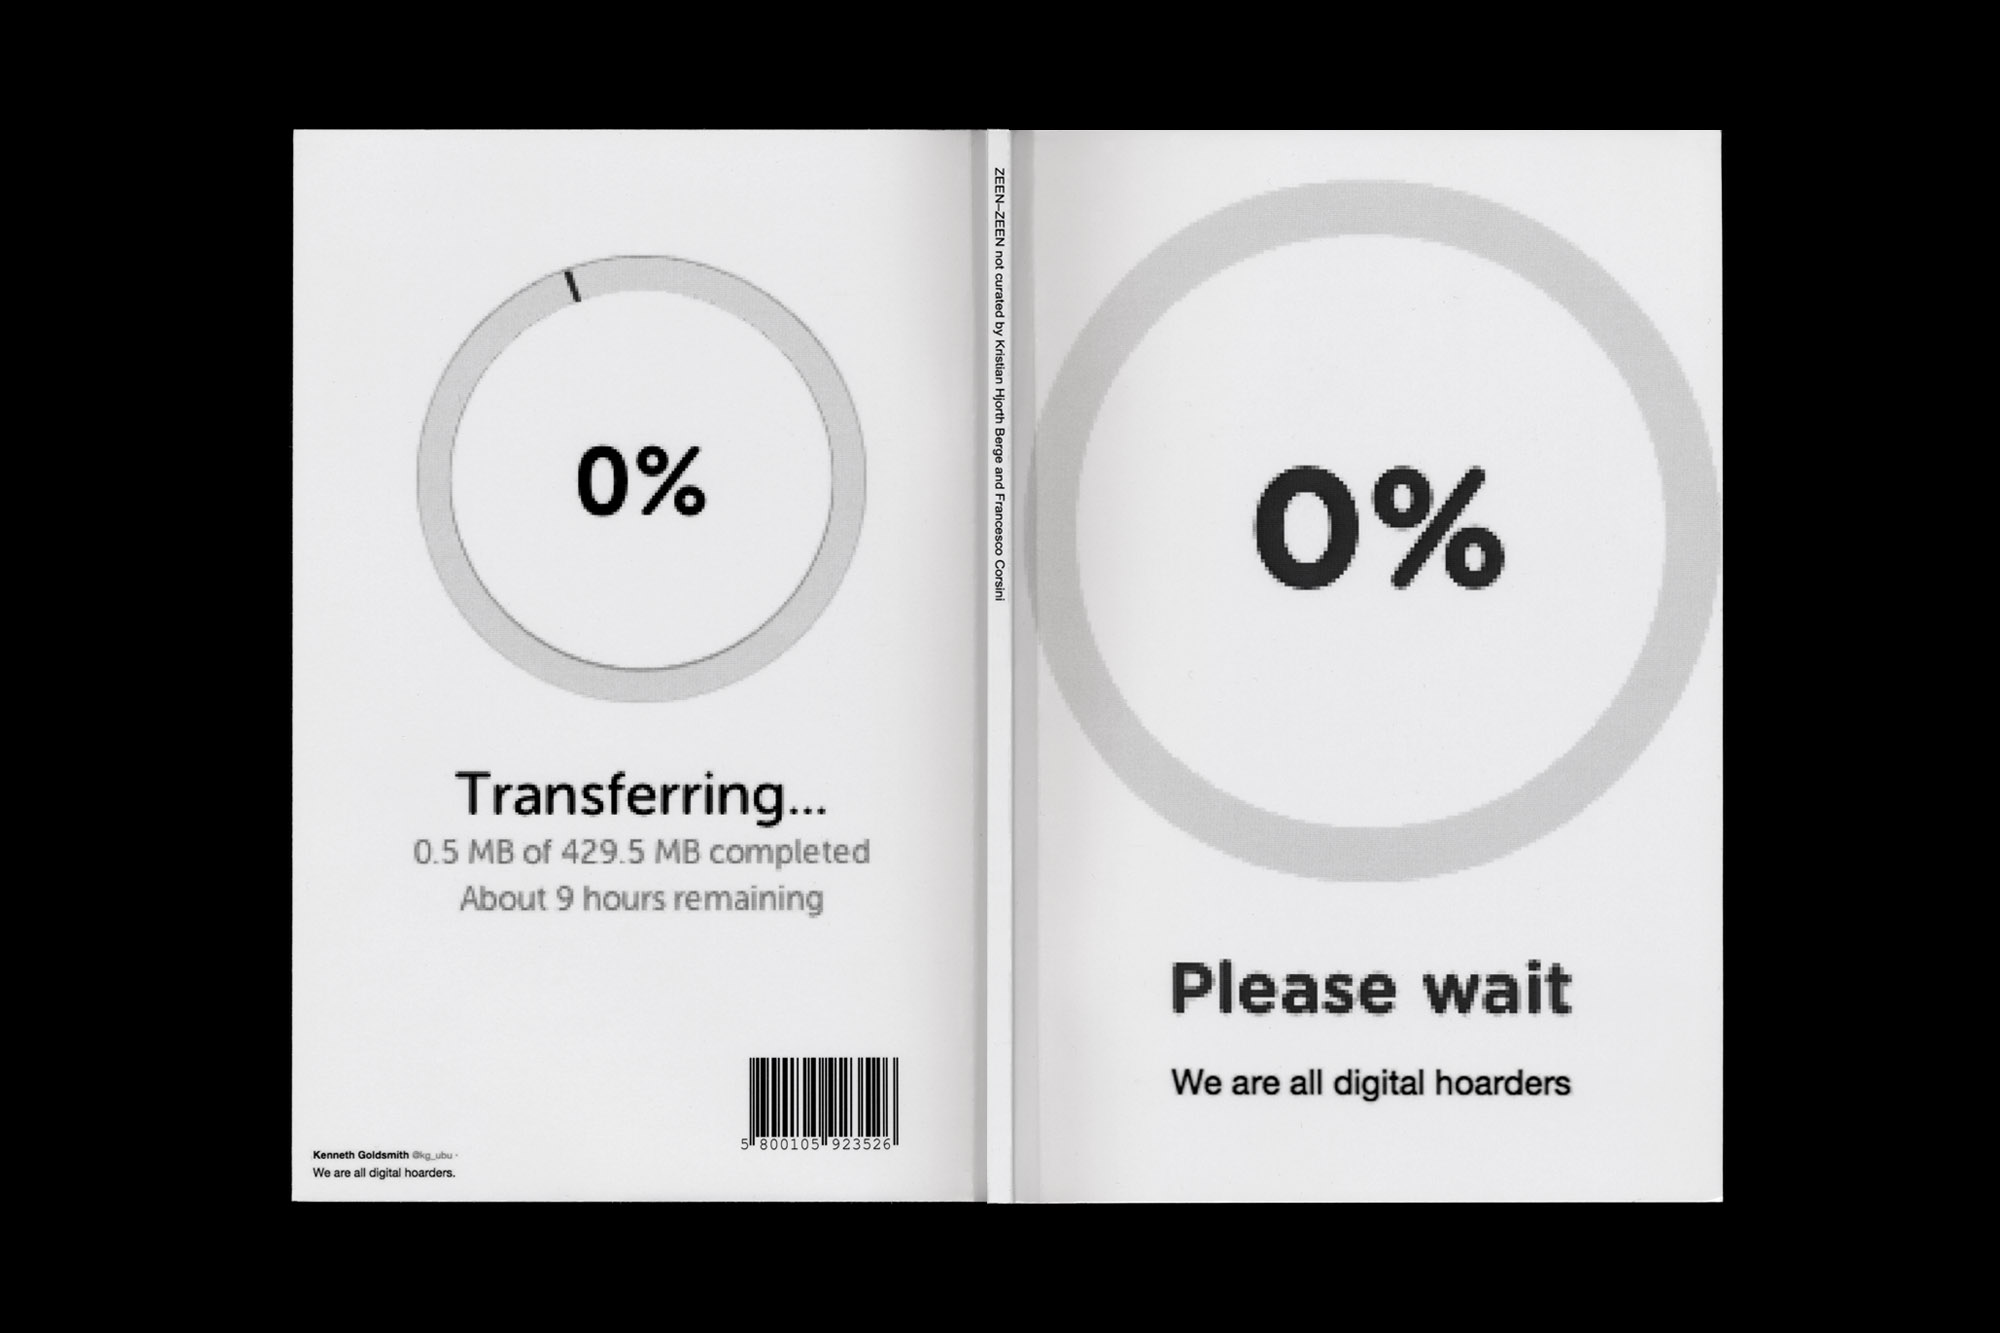 0%
Transferring...
0.5 MB of 429.5 MB completed
About 9 hours remaining
5 800105 923526
Kenneth Goldsmith @kg_ubu ·
We are all digital hoarders.
ZEEN–ZEEN not curated by Kristian Hjorth Berge and Francesco Corsini
0%
Please wait
We are all digital hoarders